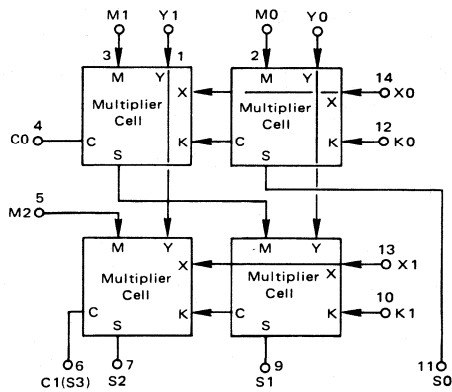 M1 Y1 M0 Y0
3 1 2
M Y M Y 14
X X X0
Multiplier Cell Multiplier Cell
4 12
C0 C K C K K0
S S
5
M2
M Y M Y 13
X X X1
Multiplier Cell Multiplier Cell
10
C K C K K1
S S
6 7 9 11
C1(S3) S2 S1 S0